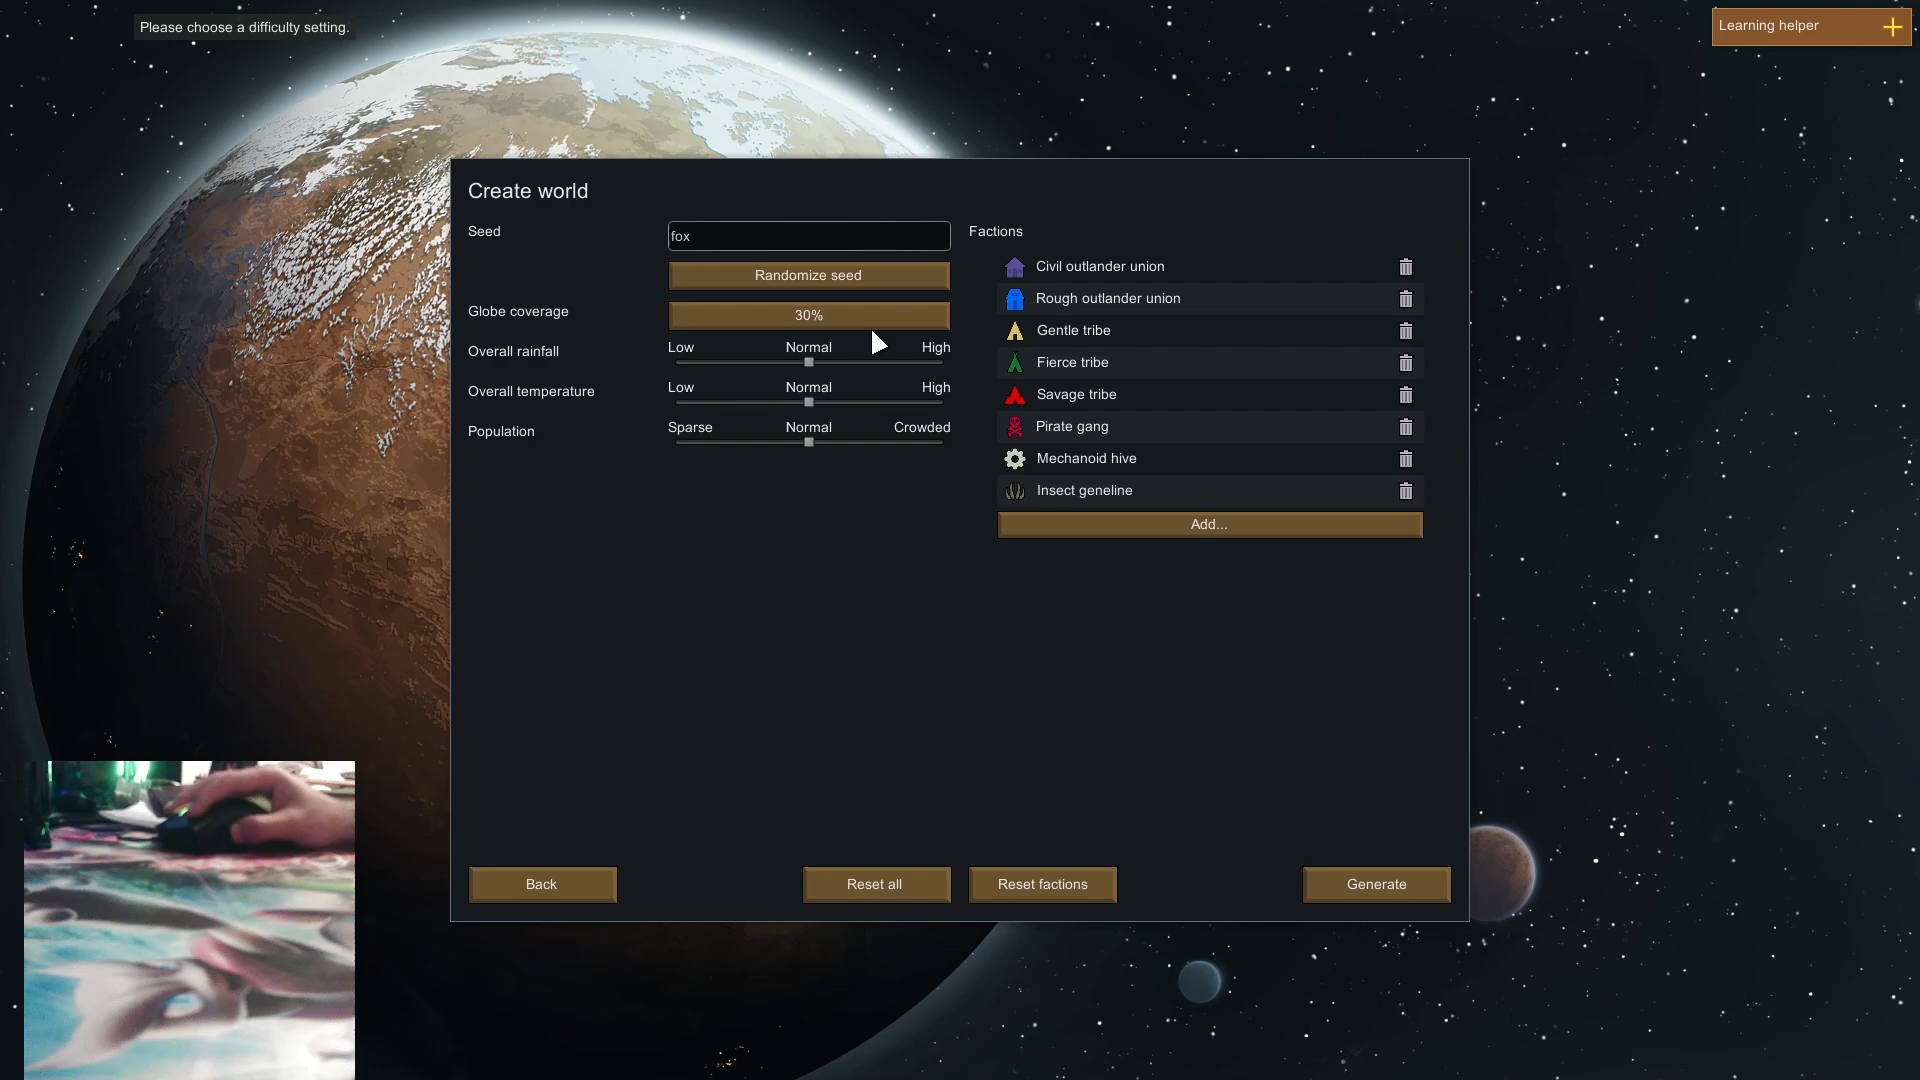 Please choose a difficulty setting.
Learning helper
Create world
Seed
fox
Randomize seed
Globe coverage
30%
Overall rainfall
Low Normal High
Overall temperature
Low Normal High
Population
Sparse Normal Crowded
Factions
Civil outlander union
Rough outlander union
Gentle tribe
Fierce tribe
Savage tribe
Pirate gang
Mechanoid hive
Insect geneline
Add...
Back
Reset all
Reset factions
Generate